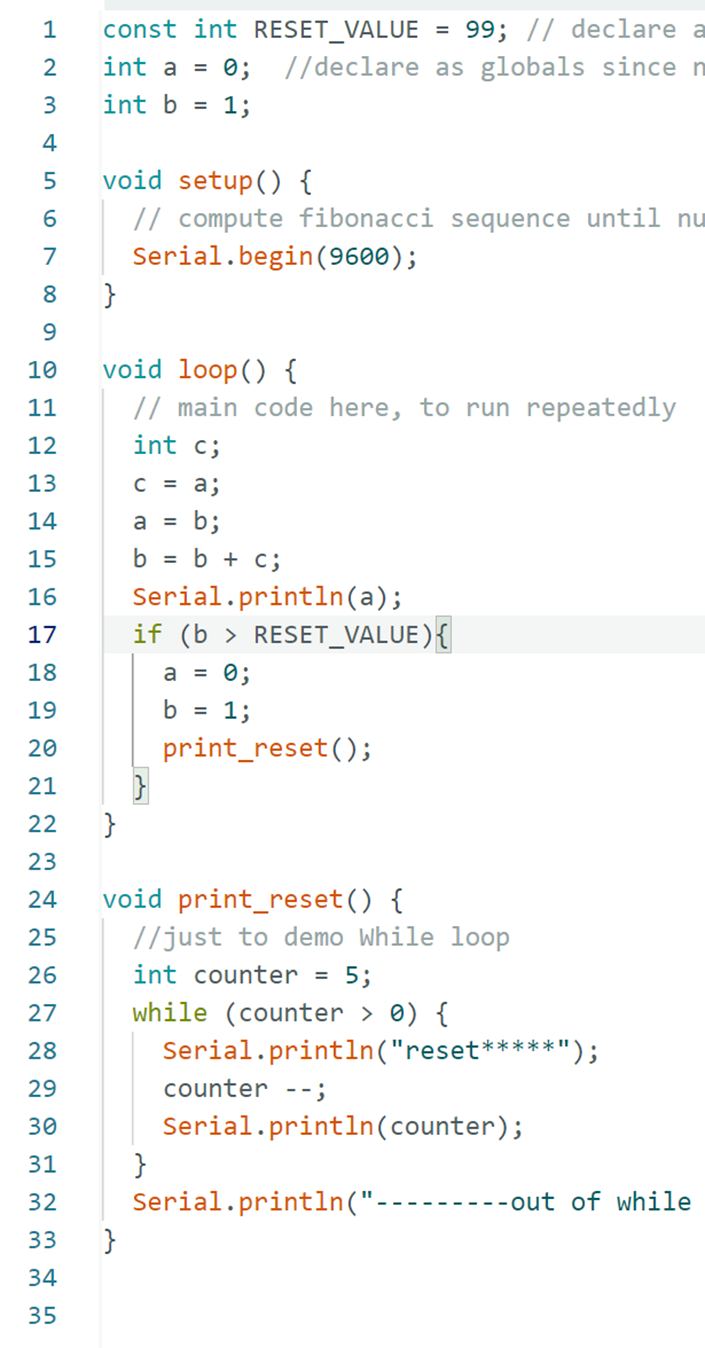 1 const int RESET_VALUE = 99; // declare a
2 int a = 0;  //declare as globals since n
3 int b = 1;
4
5 void setup() {
6   // compute fibonacci sequence until nu
7   Serial.begin(9600);
8 }
9
10 void loop() {
11   // main code here, to run repeatedly
12   int c;
13   c = a;
14   a = b;
15   b = b + c;
16   Serial.println(a);
17   if (b > RESET_VALUE){
18     a = 0;
19     b = 1;
20     print_reset();
21   }
22 }
23
24 void print_reset() {
25   //just to demo While loop
26   int counter = 5;
27   while (counter > 0) {
28     Serial.println("reset*****");
29     counter --;
30     Serial.println(counter);
31   }
32   Serial.println("---------out of while
33 }
34
35